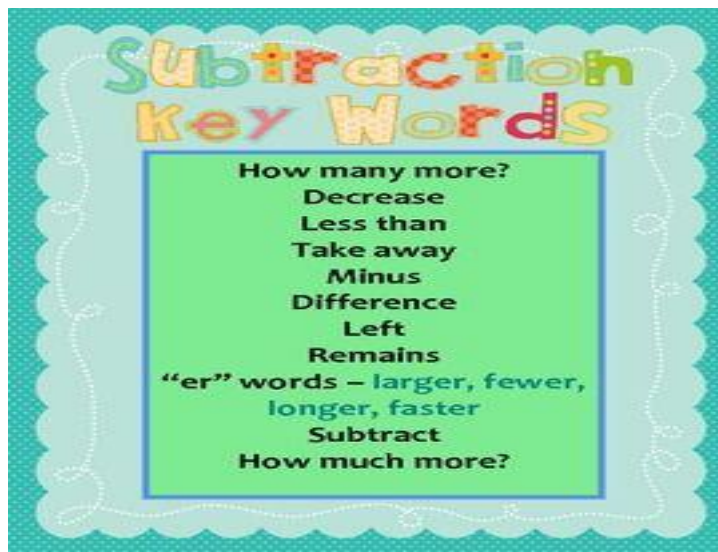 Subtraction
Key Words
How many more?
Decrease
Less than
Take away
Minus
Difference
Left
Remains
“er” words – larger, fewer,
longer, faster
Subtract
How much more?